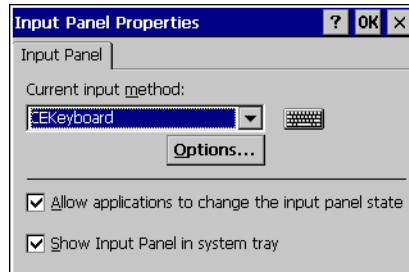 Input Panel Properties ? OK ×
Input Panel
Current input method:
CEKeyboard
Options...
Allow applications to change the input panel state
Show Input Panel in system tray